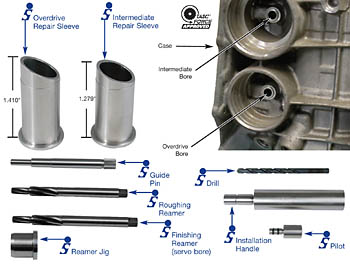 Overdrive
Repair Sleeve
Intermediate
Repair Sleeve
1.410"
1.279"
Case
Intermediate
Bore
Overdrive
Bore
S
Guide
Pin
S
Roughing
Reamer
S
Finishing
Reamer
(servo bore)
S
Reamer Jig
S
Drill
S
Installation
Handle
S
Pilot